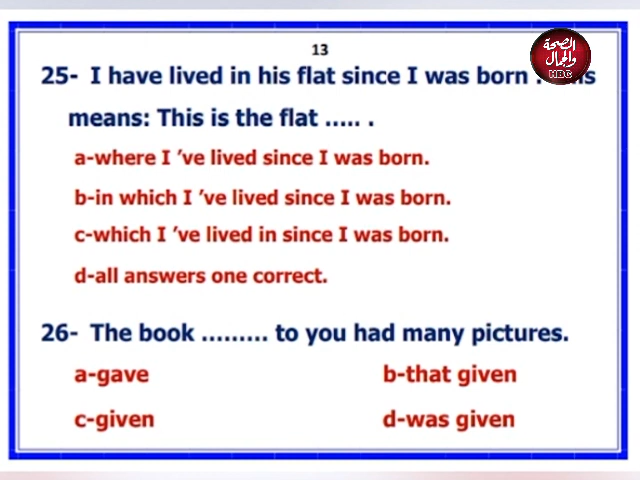 13
25- I have lived in his flat since I was born .
means: This is the flat ..... .
a-where I 've lived since I was born.
b-in which I 've lived since I was born.
c-which I 've lived in since I was born.
d-all answers one correct.
26- The book ......... to you had many pictures.
a-gave b-that given
c-given d-was given
الصحة
والجمال
HBG